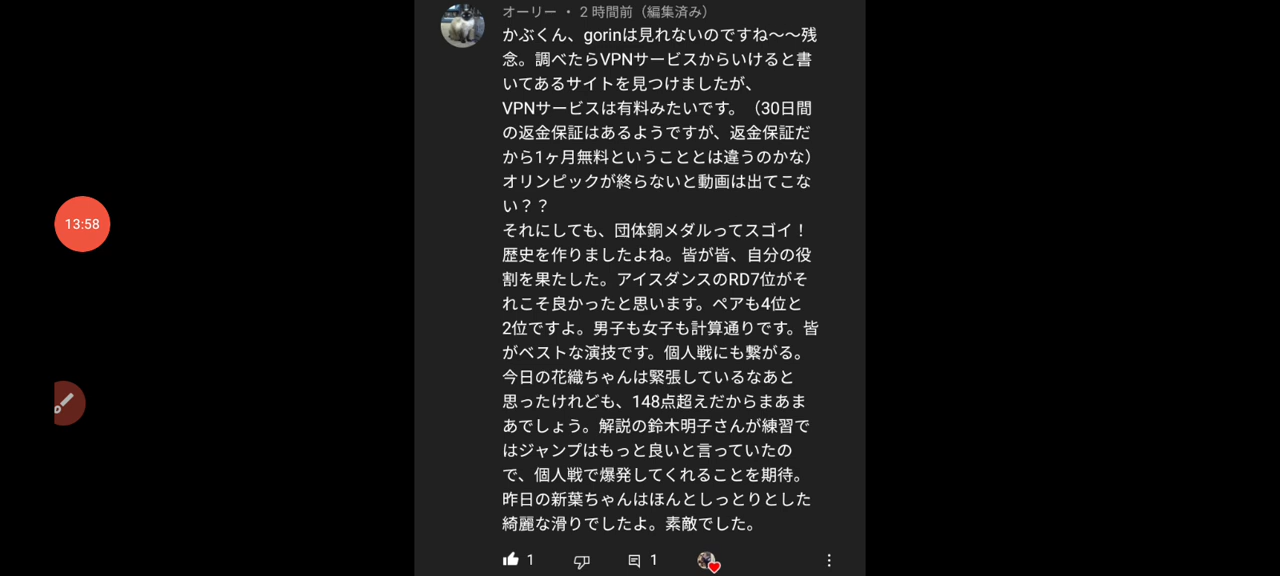 オーリー ・ 2 時間前（編集済み）
かぶくん、gorinは見れないのですね〜〜残
念。調べたらVPNサービスからいけると書
いてあるサイトを見つけましたが、
VPNサービスは有料みたいです。（30日間
の返金保証はあるようですが、返金保証だ
から1ヶ月無料ということとは違うのかな）
オリンピックが終らないと動画は出てこな
い？？
それにしても、団体銅メダルってスゴイ！
歴史を作りましたよね。皆が皆、自分の役
割を果たした。アイスダンスのRD7位がそ
れこそ良かったと思います。ペアも4位と
2位ですよ。男子も女子も計算通りです。皆
がベストな演技です。個人戦にも繋がる。
今日の花織ちゃんは緊張しているなあと
思ったけれども、148点超えだからまあま
あでしょう。解説の鈴木明子さんが練習で
はジャンプはもっと良いと言っていたの
で、個人戦で爆発してくれることを期待。
昨日の新葉ちゃんはほんとしっとりとした
綺麗な滑りでしたよ。素敵でした。
1 1
13:58